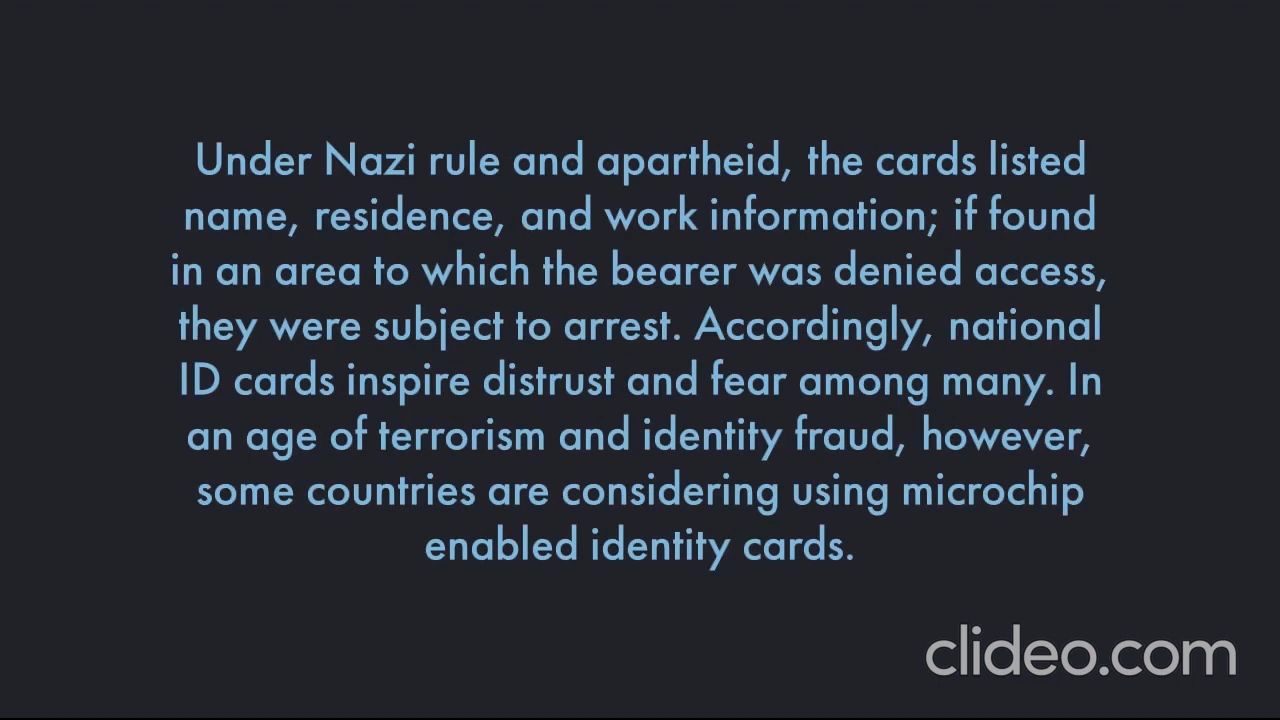 Under Nazi rule and apartheid, the cards listed
name, residence, and work information; if found
in an area to which the bearer was denied access,
they were subject to arrest. Accordingly, national
ID cards inspire distrust and fear among many. In
an age of terrorism and identity fraud, however,
some countries are considering using microchip
enabled identity cards.
clideo.com